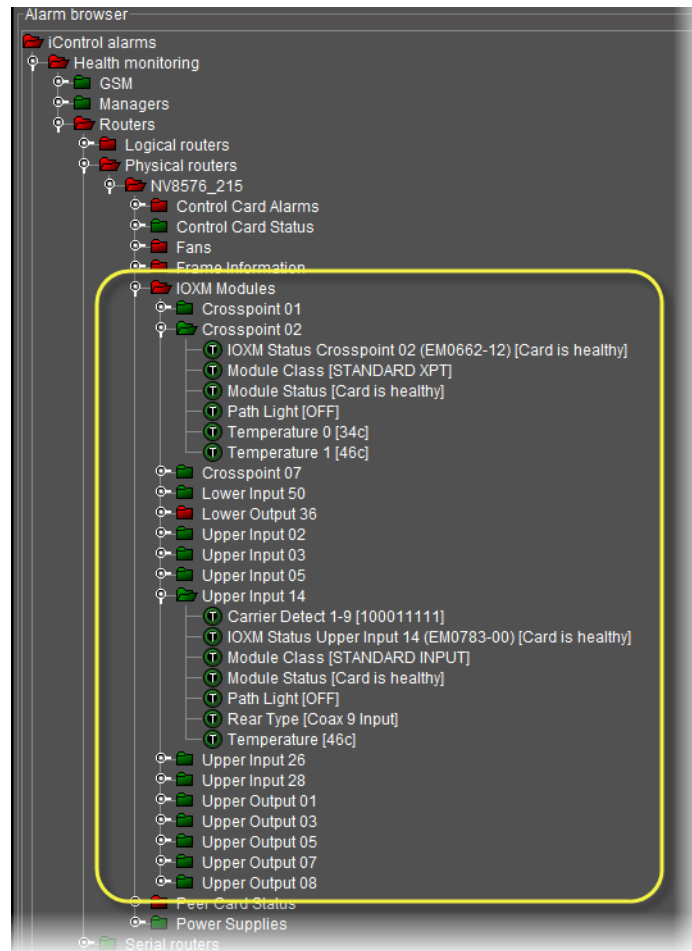 Alarm browser
iControl alarms
Health monitoring
GSM
Managers
Routers
Logical routers
Physical routers
NV8576_215
Control Card Alarms
Control Card Status
Fans
Frame Information
IOXM Modules
Crosspoint 01
Crosspoint 02
T IOXM Status Crosspoint 02 (EM0662-12) [Card is healthy]
T Module Class [STANDARD XPT]
T Module Status [Card is healthy]
T Path Light [OFF]
T Temperature 0 [34c]
T Temperature 1 [46c]
Crosspoint 07
Lower Input 50
Lower Output 36
Upper Input 02
Upper Input 03
Upper Input 05
Upper Input 14
T Carrier Detect 1-9 [100011111]
T IOXM Status Upper Input 14 (EM0783-00) [Card is healthy]
T Module Class [STANDARD INPUT]
T Module Status [Card is healthy]
T Path Light [OFF]
T Rear Type [Coax 9 Input]
T Temperature [46c]
Upper Input 26
Upper Input 28
Upper Output 01
Upper Output 03
Upper Output 05
Upper Output 07
Upper Output 08
Peer Card Status
Power Supplies
Serial routers